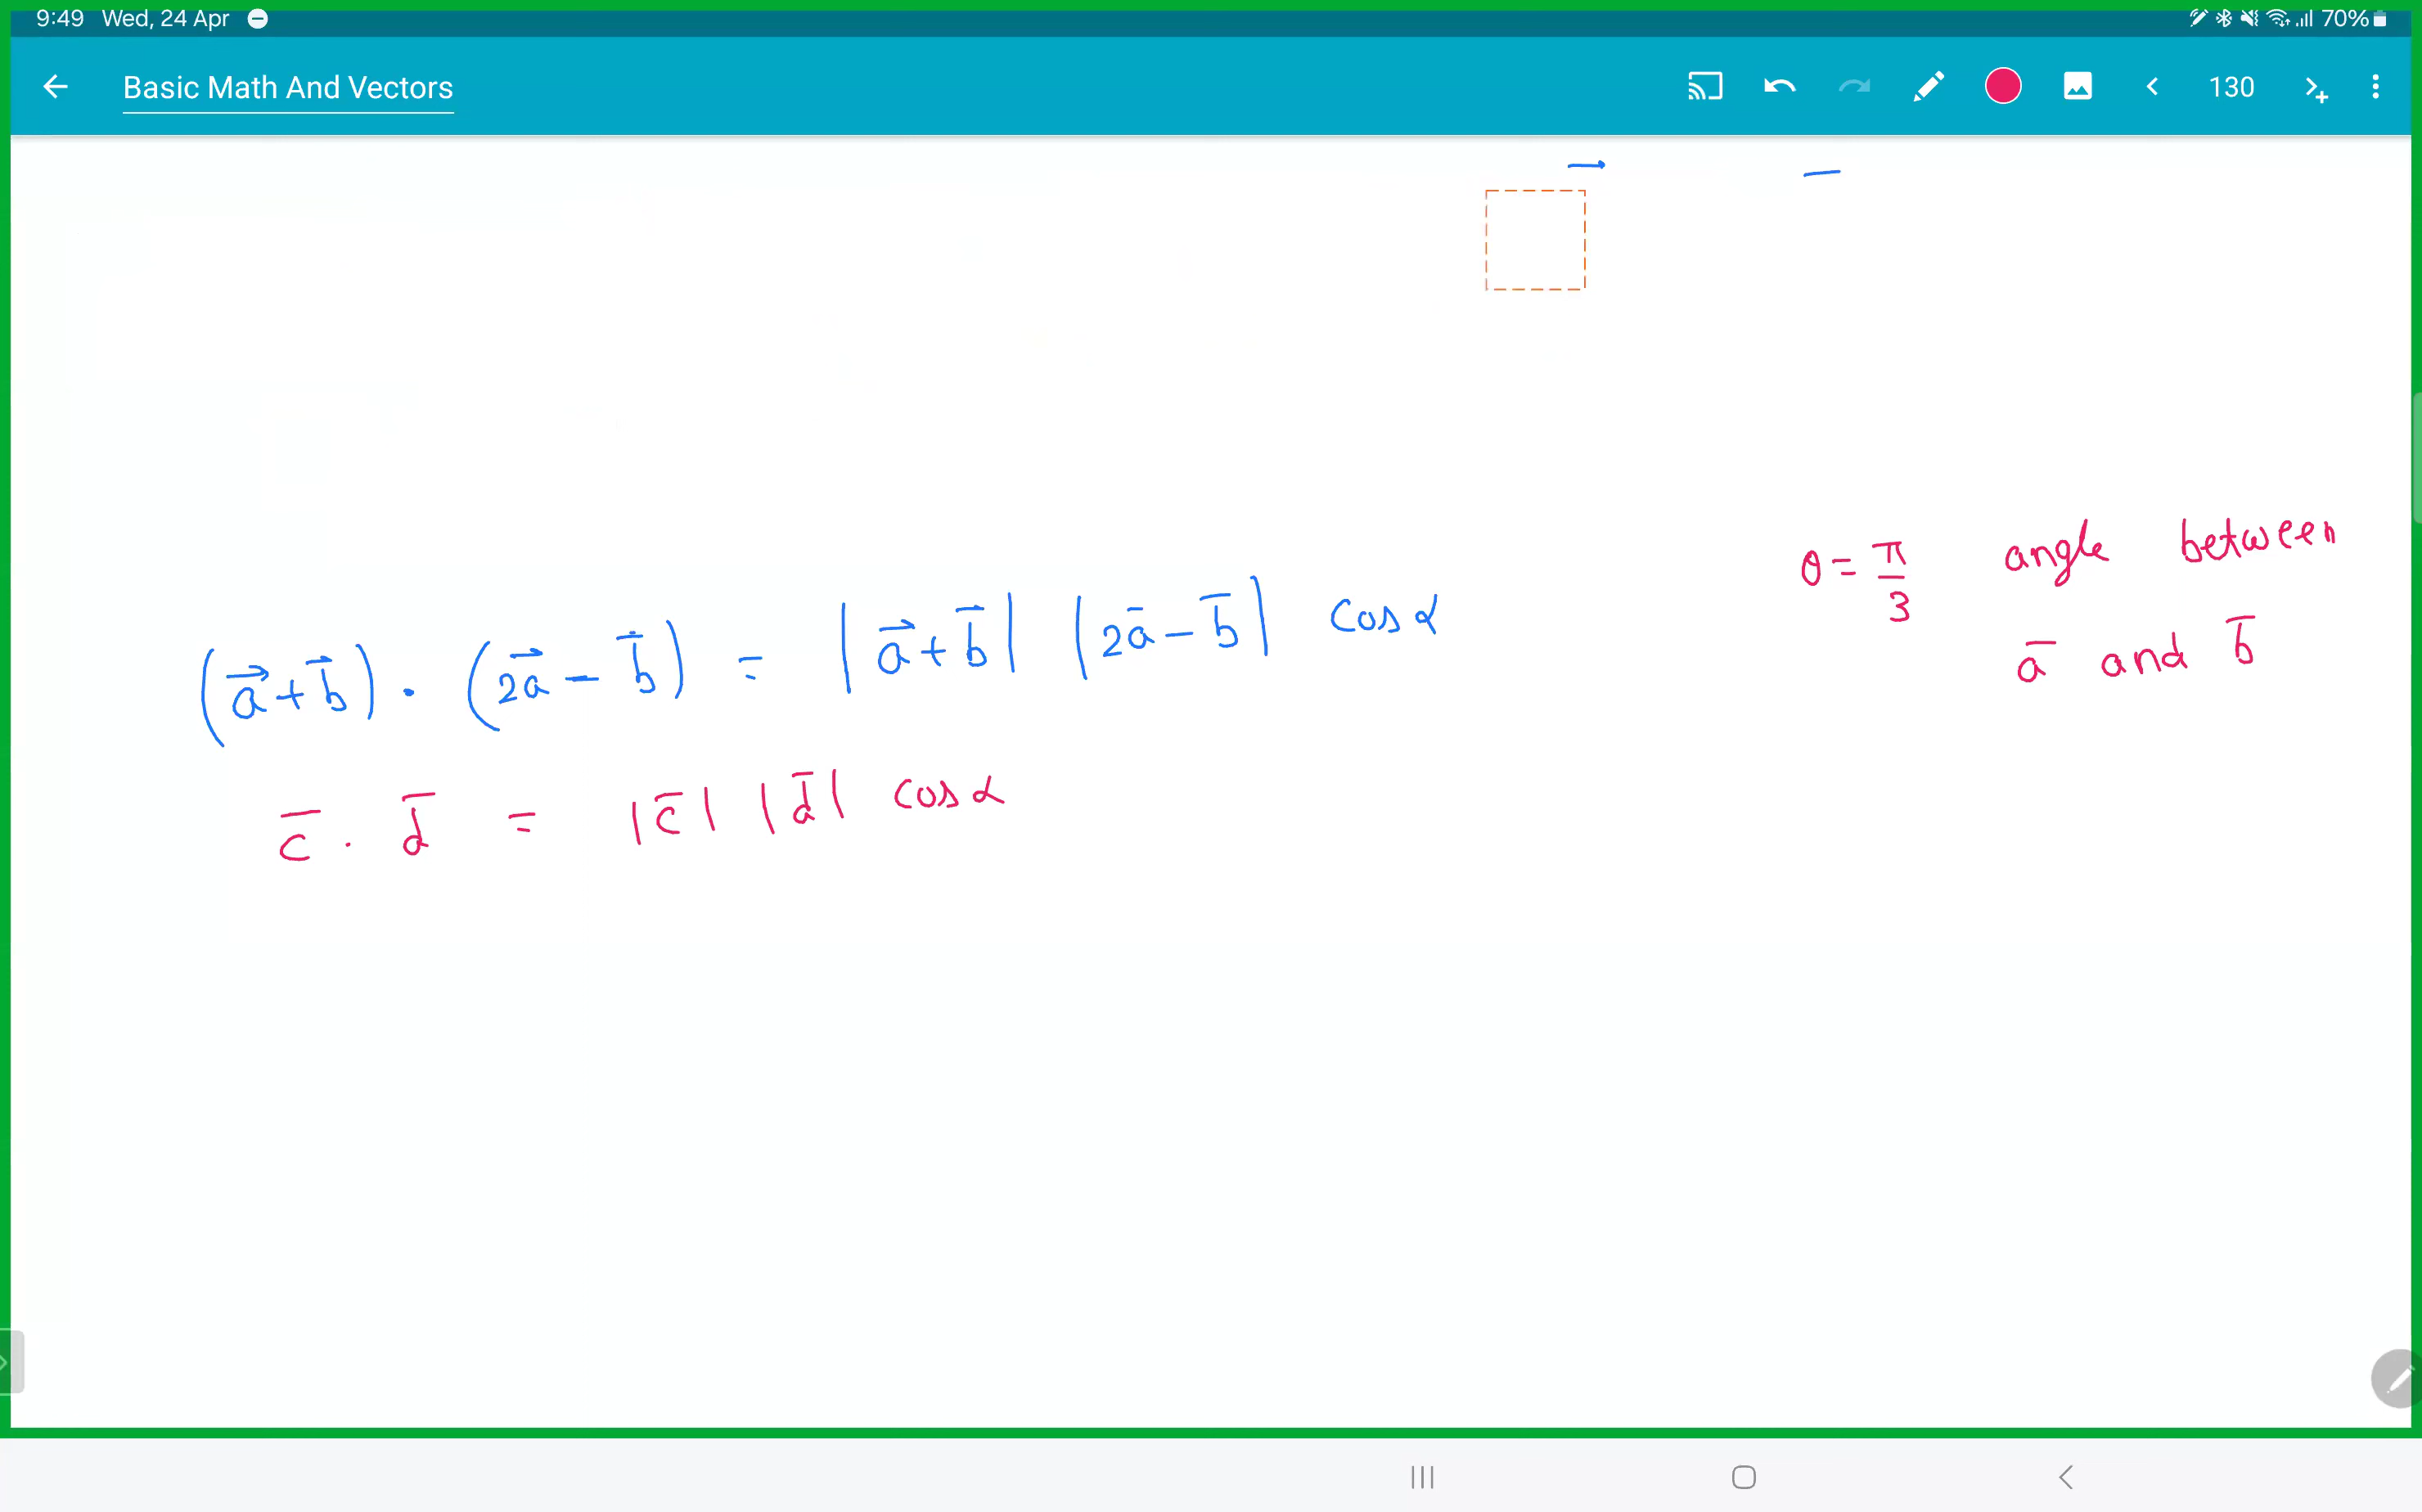 9:49 Wed, 24 Apr 70%
Basic Math And Vectors 130
θ = π/3 angle between
a̅ and b̅
(a⃗ + b⃗) · (2a⃗ − b⃗) = |a⃗ + b⃗| |2a̅ − b̅| cos α
c̅ · d̅ = |c̅| |d̅| cos α